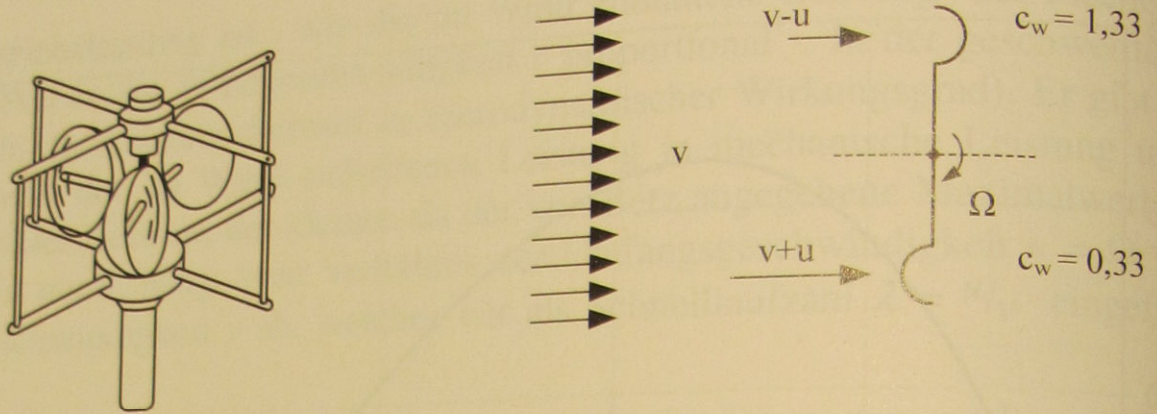 v-u
c_w = 1,33
v
Ω
v+u
c_w = 0,33